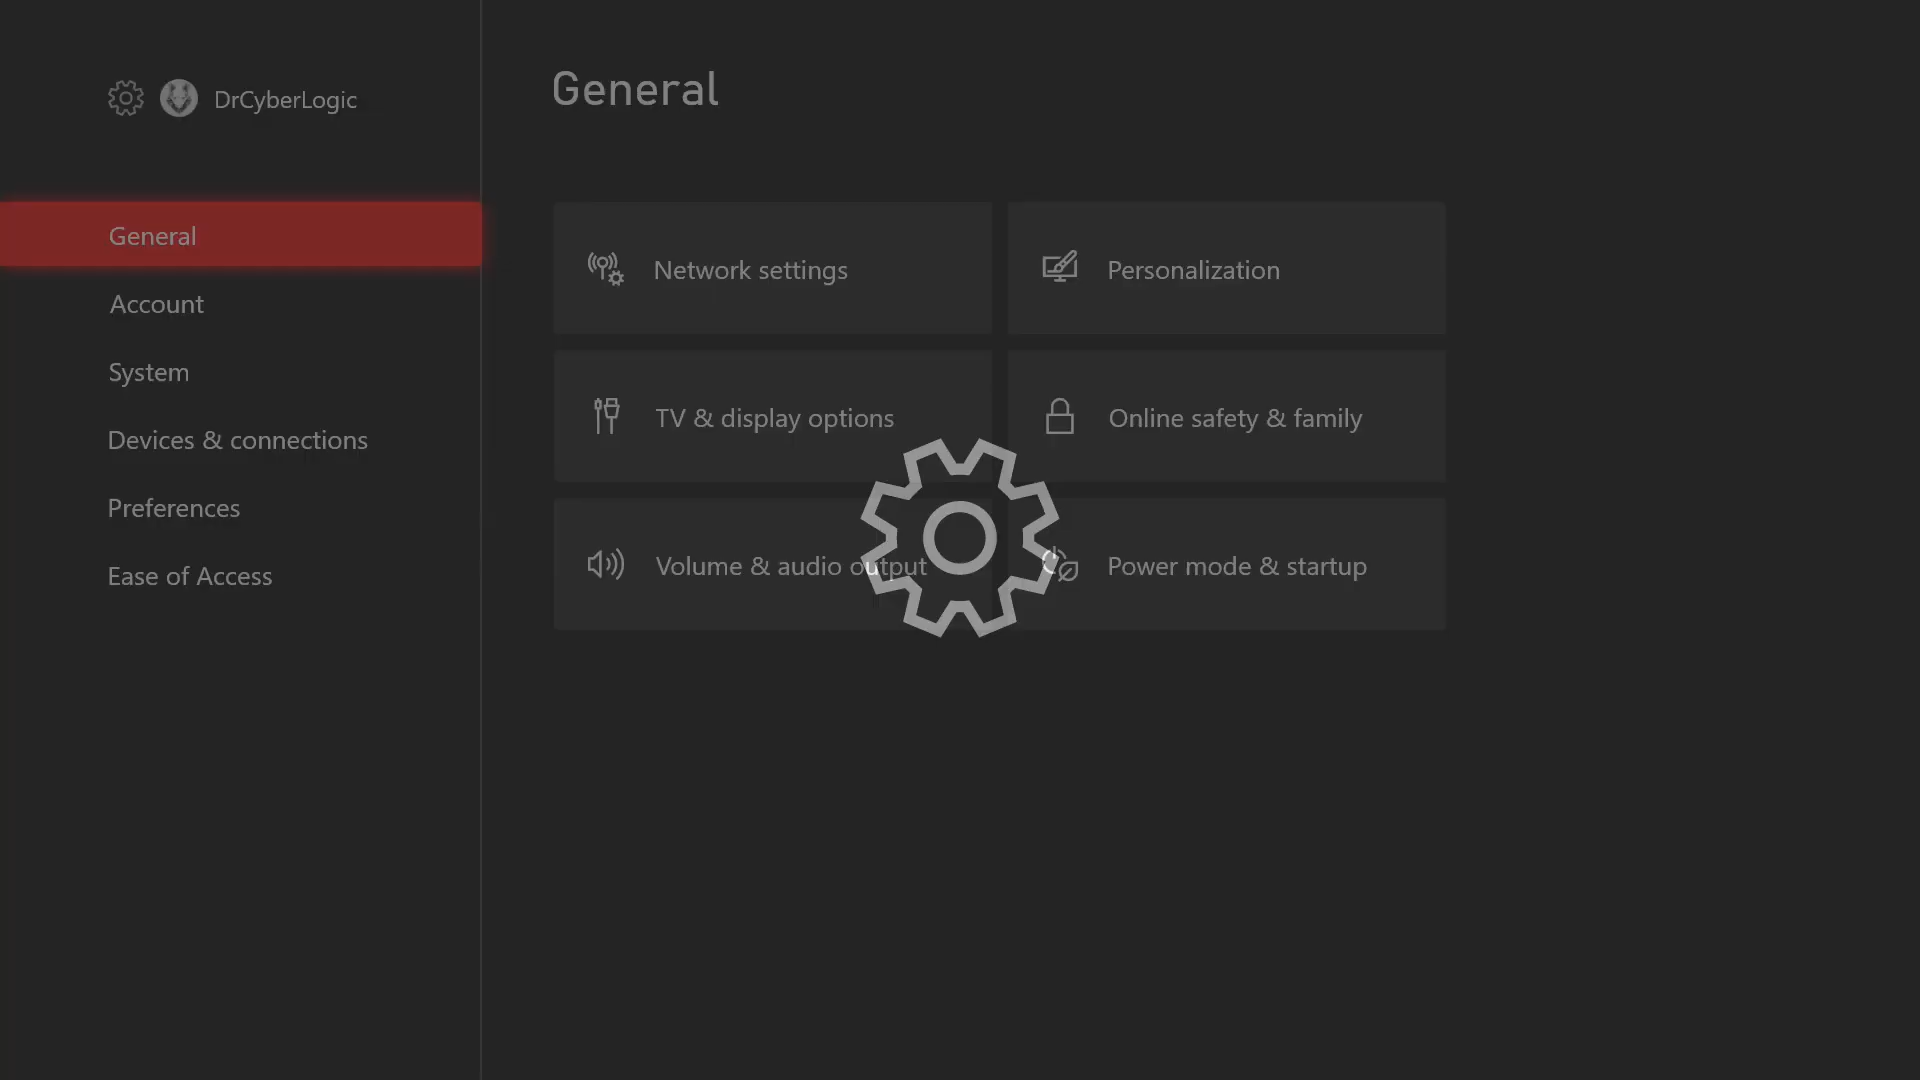 DrCyberLogic
General
Account
System
Devices & connections
Preferences
Ease of Access
General
Network settings
Personalization
TV & display options
Online safety & family
Volume & audio output
Power mode & startup